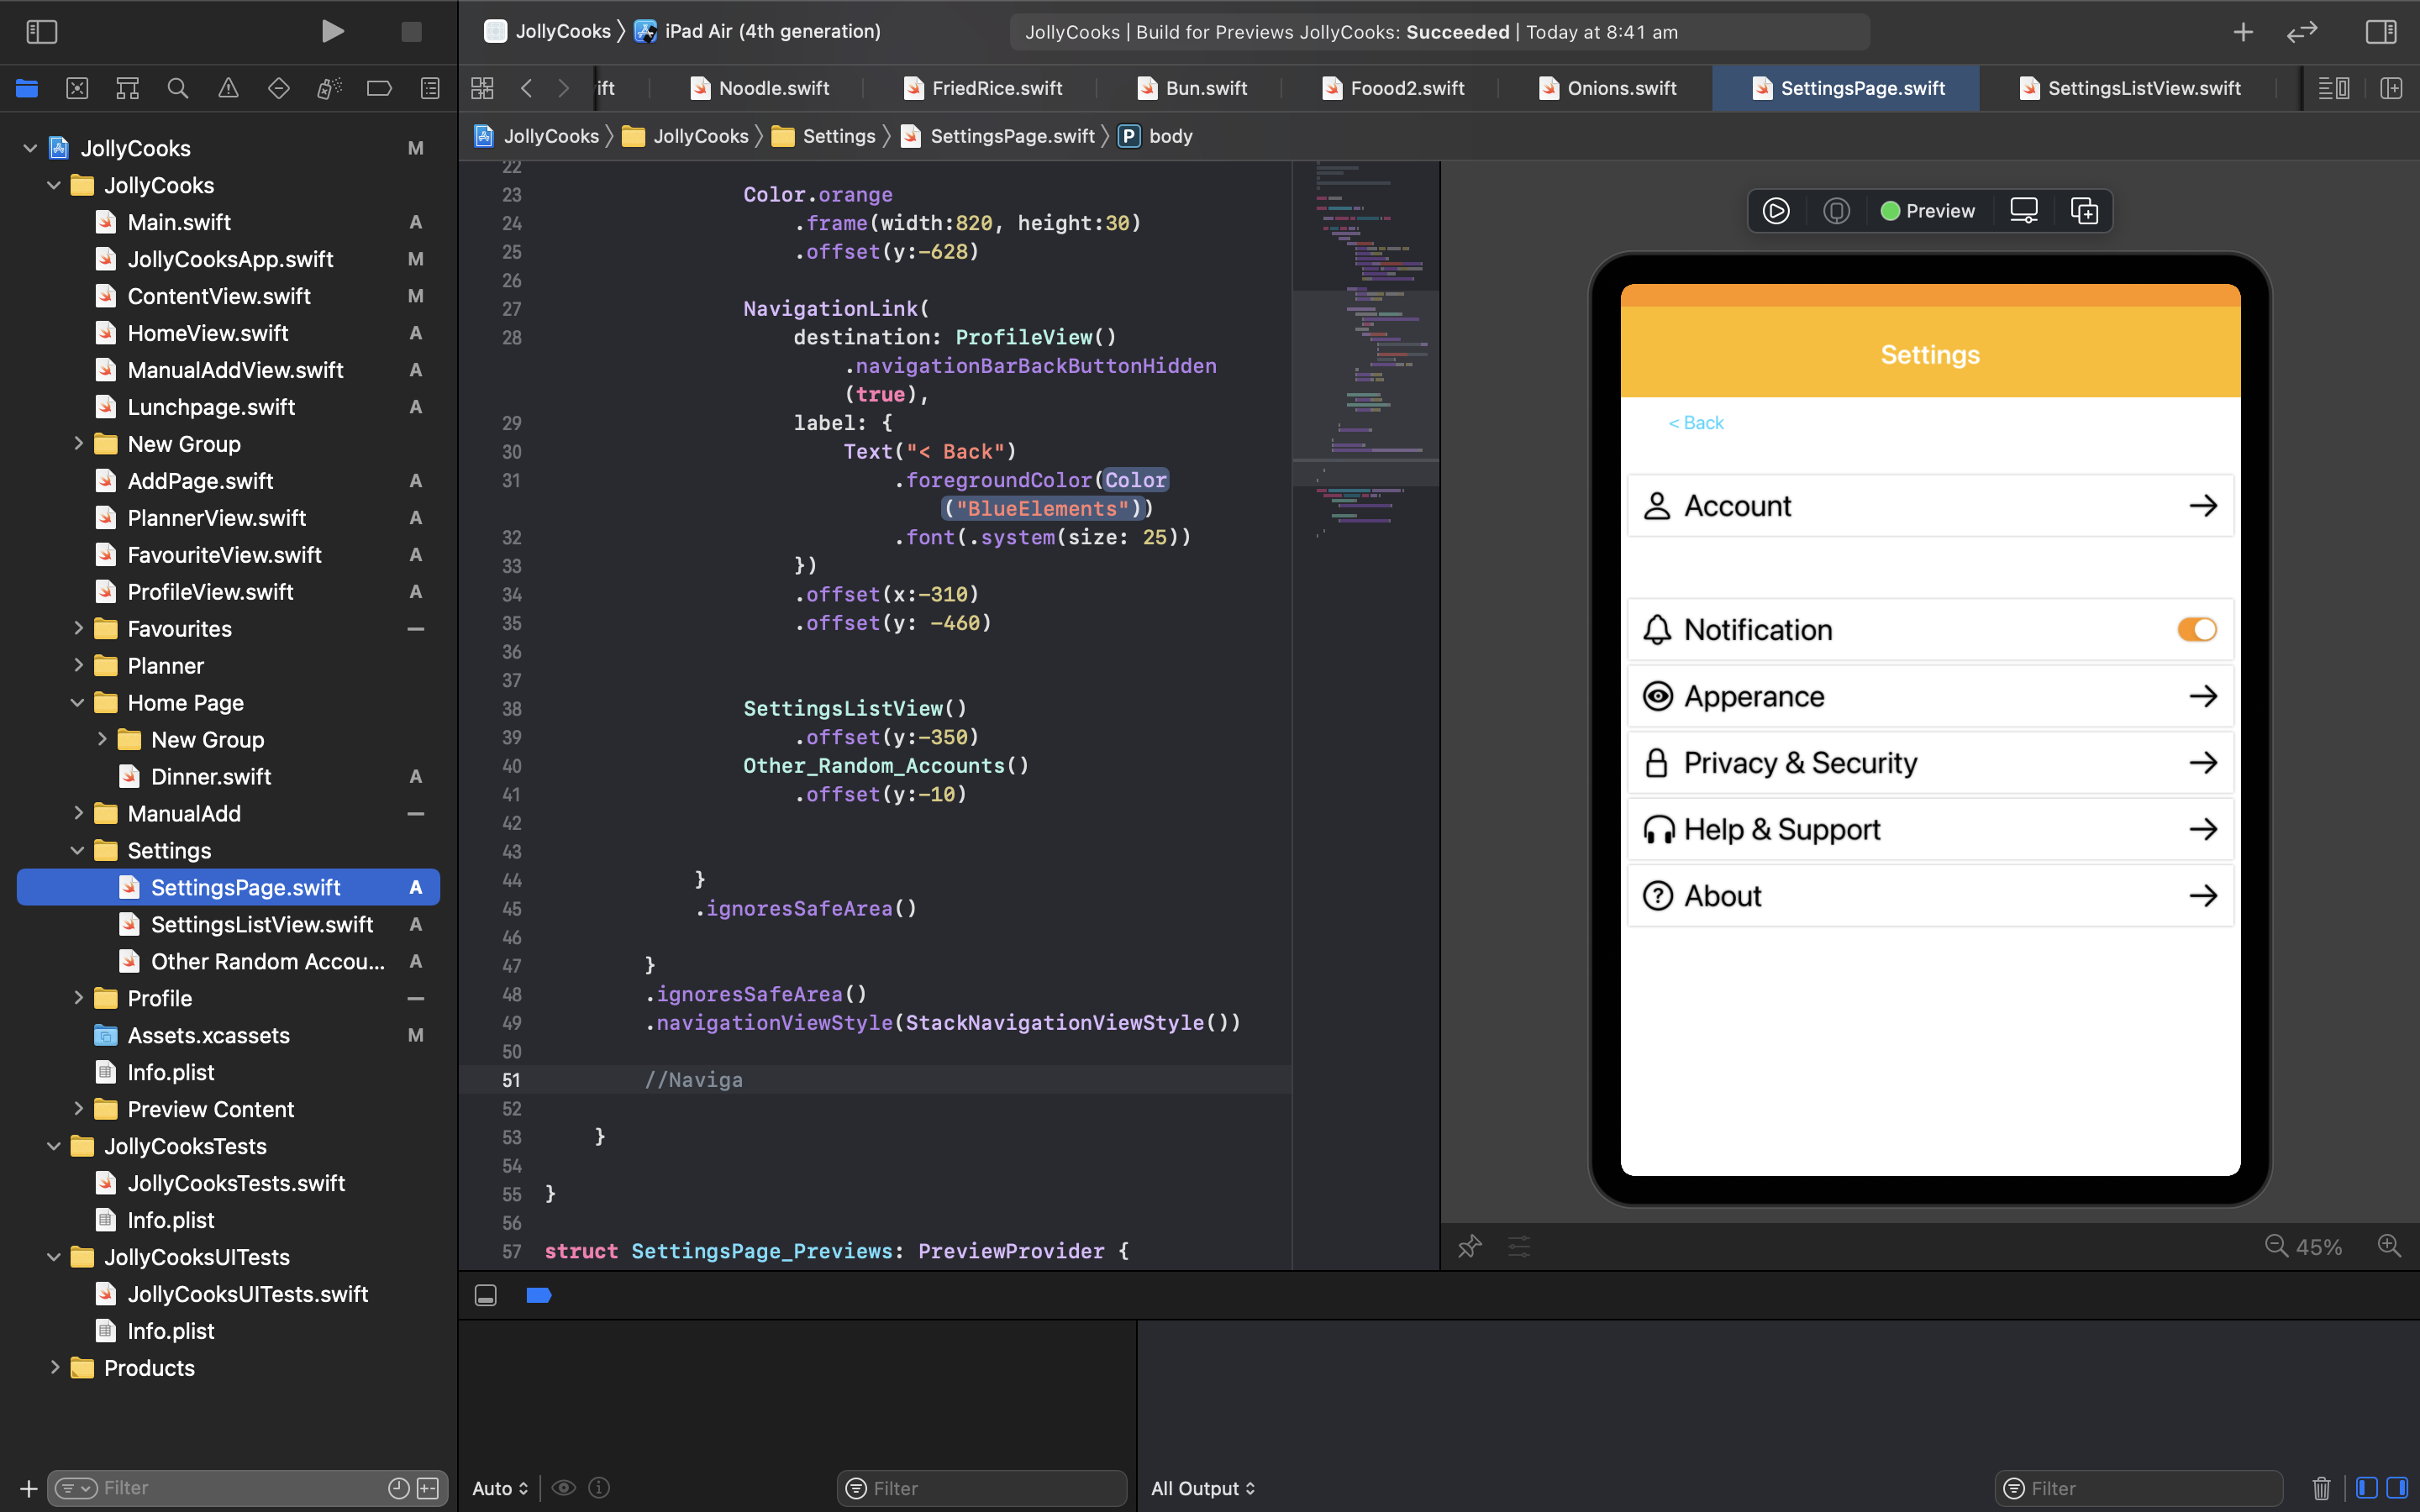 JollyCooks 〉 iPad Air (4th generation)
JollyCooks | Build for Previews JollyCooks: Succeeded | Today at 8:41 am
ift
Noodle.swift
FriedRice.swift
Bun.swift
Foood2.swift
Onions.swift
SettingsPage.swift
SettingsListView.swift
JollyCooks 〉 JollyCooks 〉 Settings 〉 SettingsPage.swift 〉 P body
JollyCooks M
JollyCooks
Main.swift A
JollyCooksApp.swift M
ContentView.swift M
HomeView.swift A
ManualAddView.swift A
Lunchpage.swift A
New Group
AddPage.swift A
PlannerView.swift A
FavouriteView.swift A
ProfileView.swift A
Favourites
Planner
Home Page
New Group
Dinner.swift A
ManualAdd
Settings
SettingsPage.swift A
SettingsListView.swift A
Other Random Accou... A
Profile
Assets.xcassets M
Info.plist
Preview Content
JollyCooksTests
JollyCooksTests.swift
Info.plist
JollyCooksUITests
JollyCooksUITests.swift
Info.plist
Products
Filter
22
23 Color.orange
24 .frame(width:820, height:30)
25 .offset(y:-628)
26
27 NavigationLink(
28 destination: ProfileView()
.navigationBarBackButtonHidden
(true),
29 label: {
30 Text("< Back")
31 .foregroundColor(Color
("BlueElements"))
32 .font(.system(size: 25))
33 })
34 .offset(x:-310)
35 .offset(y: -460)
36
37
38 SettingsListView()
39 .offset(y:-350)
40 Other_Random_Accounts()
41 .offset(y:-10)
42
43
44 }
45 .ignoresSafeArea()
46
47 }
48 .ignoresSafeArea()
49 .navigationViewStyle(StackNavigationViewStyle())
50
51 //Naviga
52
53 }
54
55 }
56
57 struct SettingsPage_Previews: PreviewProvider {
Preview
Settings
< Back
Account
Notification
Apperance
Privacy & Security
Help & Support
About
45%
Auto
Filter
All Output
Filter